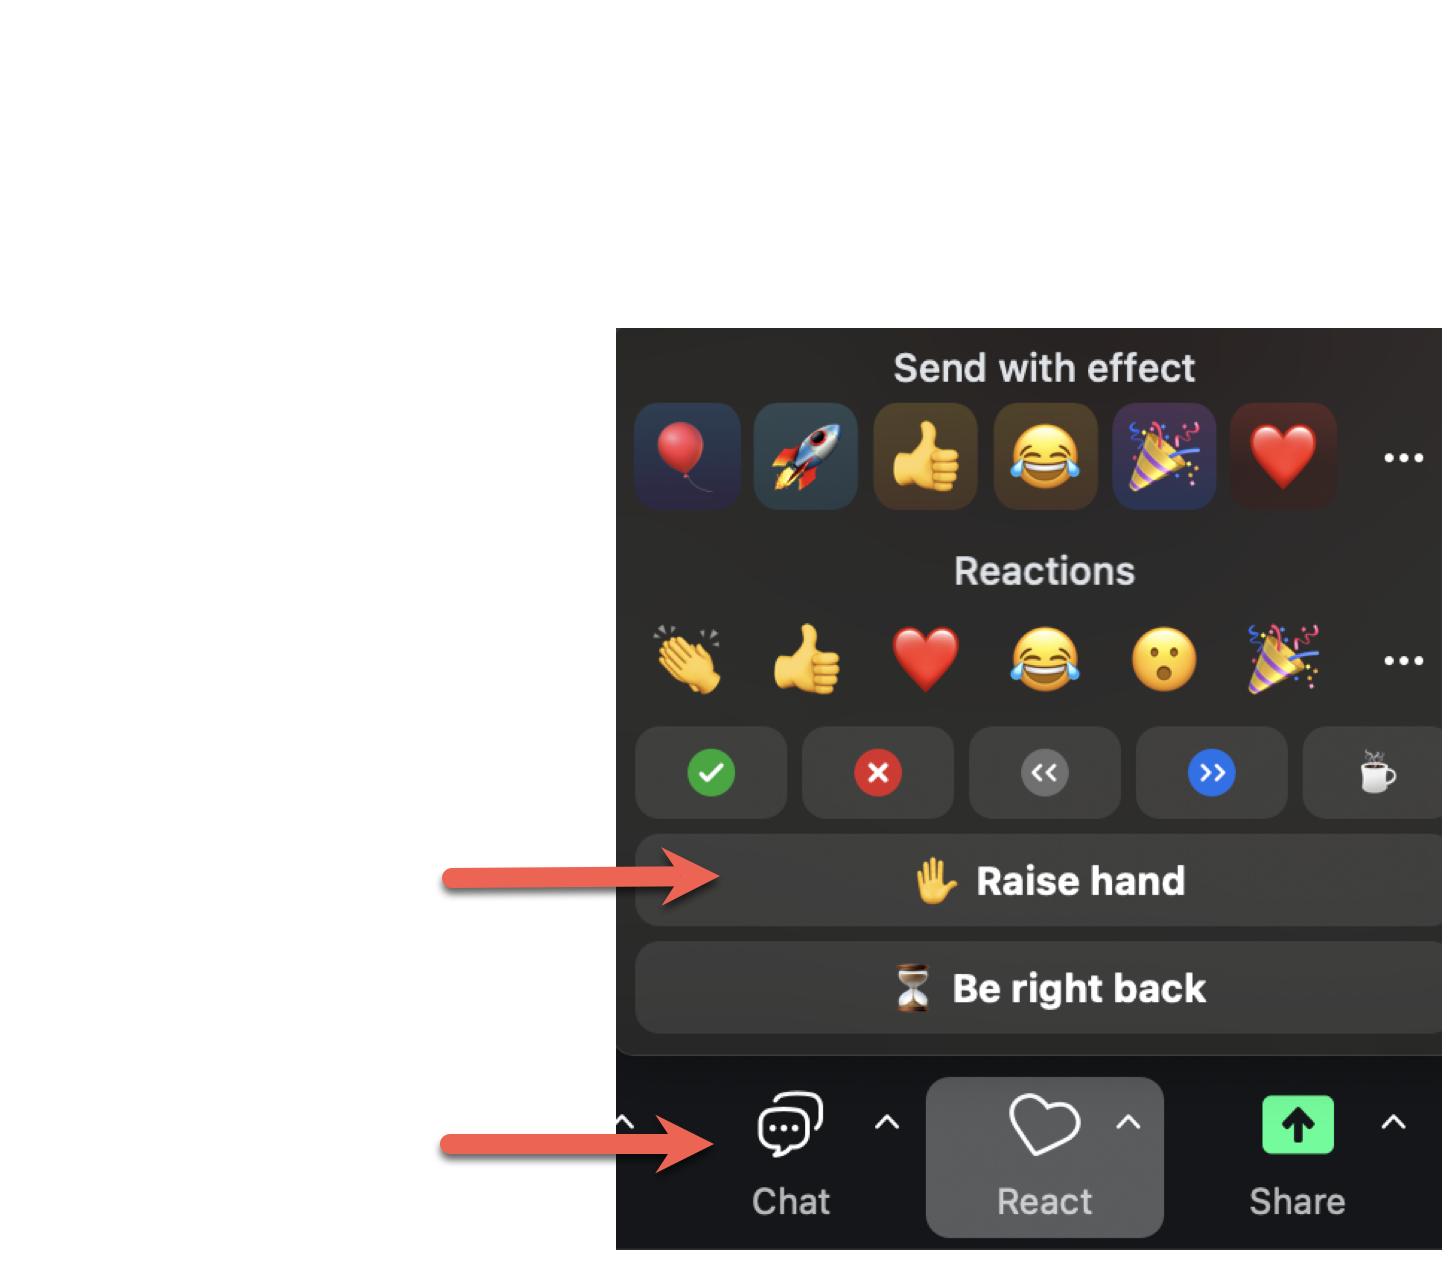 Send with effect
Reactions
Raise hand
Be right back
Chat
React
Share